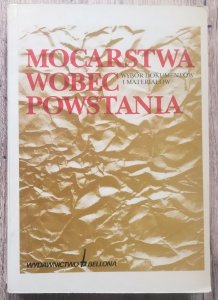 MOCARSTWA
WOBEC
WYBÓR DOKUMENTÓW
I MATERIAŁÓW
POWSTANIA
WYDAWNICTWO BELLONA